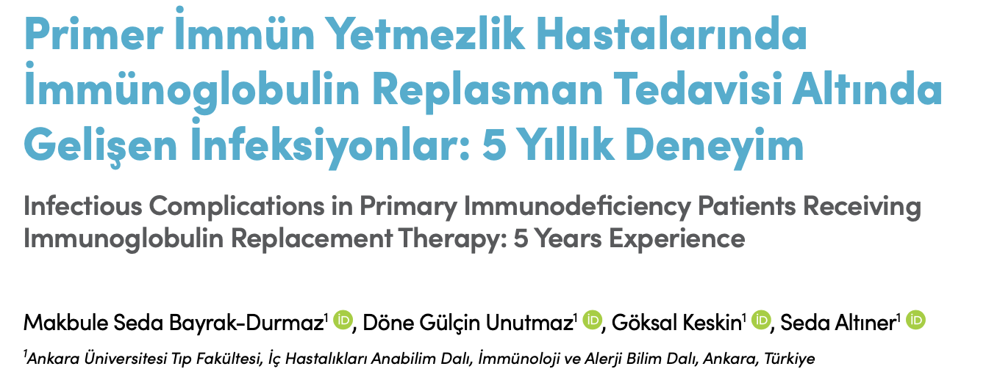 Primer İmmün Yetmezlik Hastalarında
İmmünoglobulin Replasman Tedavisi Altında
Gelişen İnfeksiyonlar: 5 Yıllık Deneyim
Infectious Complications in Primary Immunodeficiency Patients Receiving
Immunoglobulin Replacement Therapy: 5 Years Experience
Makbule Seda Bayrak-Durmaz¹ iD, Döne Gülçin Unutmaz¹ iD, Göksal Keskin¹ iD, Seda Altıner¹ iD
¹Ankara Üniversitesi Tıp Fakültesi, İç Hastalıkları Anabilim Dalı, İmmünoloji ve Alerji Bilim Dalı, Ankara, Türkiye